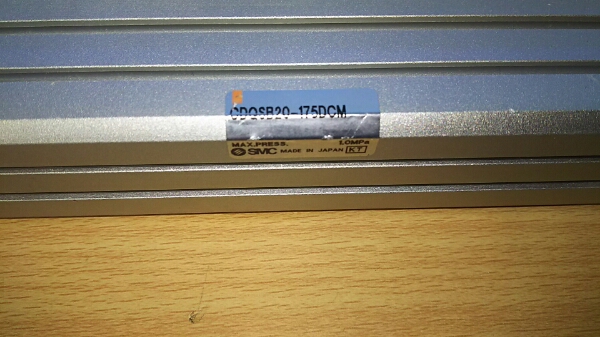 CDQSB20-175DCM
MAX.PRESS. 1.0MPa
SMC MADE IN JAPAN KT